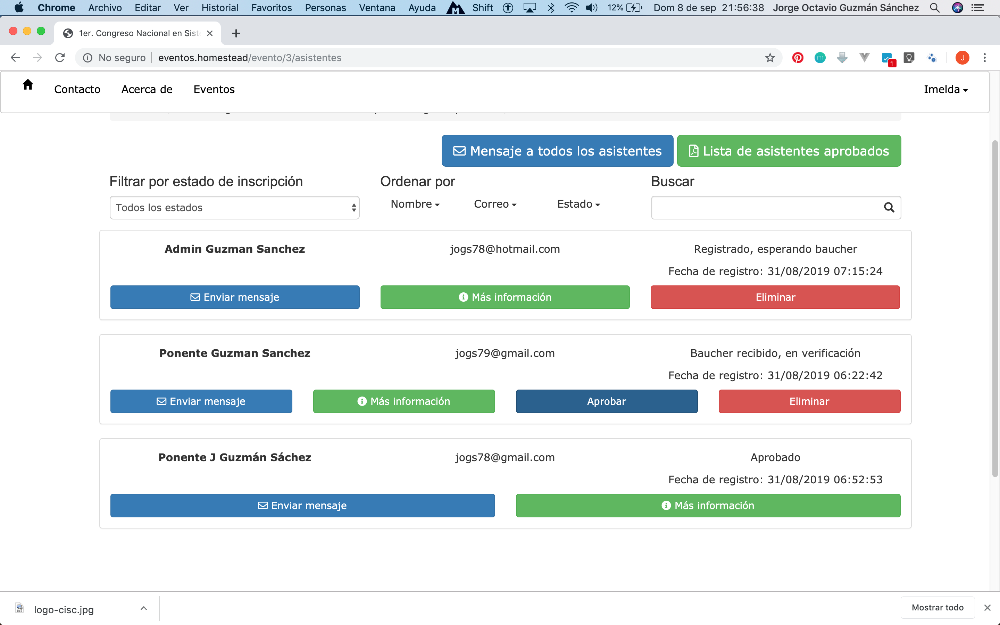 Chrome Archivo Editar Ver Historial Favoritos Personas Ventana Ayuda Shift 12% Dom 8 de sep 21:56:38 Jorge Octavio Guzmán Sánchez
1er. Congreso Nacional en Sist
No seguro eventos.homestead/evento/3/asistentes 1 J
Contacto Acerca de Eventos Imelda
Mensaje a todos los asistentes Lista de asistentes aprobados
Filtrar por estado de inscripción Ordenar por Buscar
Todos los estados Nombre Correo Estado
Admin Guzman Sanchez jogs78@hotmail.com Registrado, esperando baucher
Fecha de registro: 31/08/2019 07:15:24
Enviar mensaje Más información Eliminar
Ponente Guzman Sanchez jogs79@gmail.com Baucher recibido, en verificación
Fecha de registro: 31/08/2019 06:22:42
Enviar mensaje Más información Aprobar Eliminar
Ponente J Guzmán Sáchez jogs78@gmail.com Aprobado
Fecha de registro: 31/08/2019 06:52:53
Enviar mensaje Más información
logo-cisc.jpg Mostrar todo